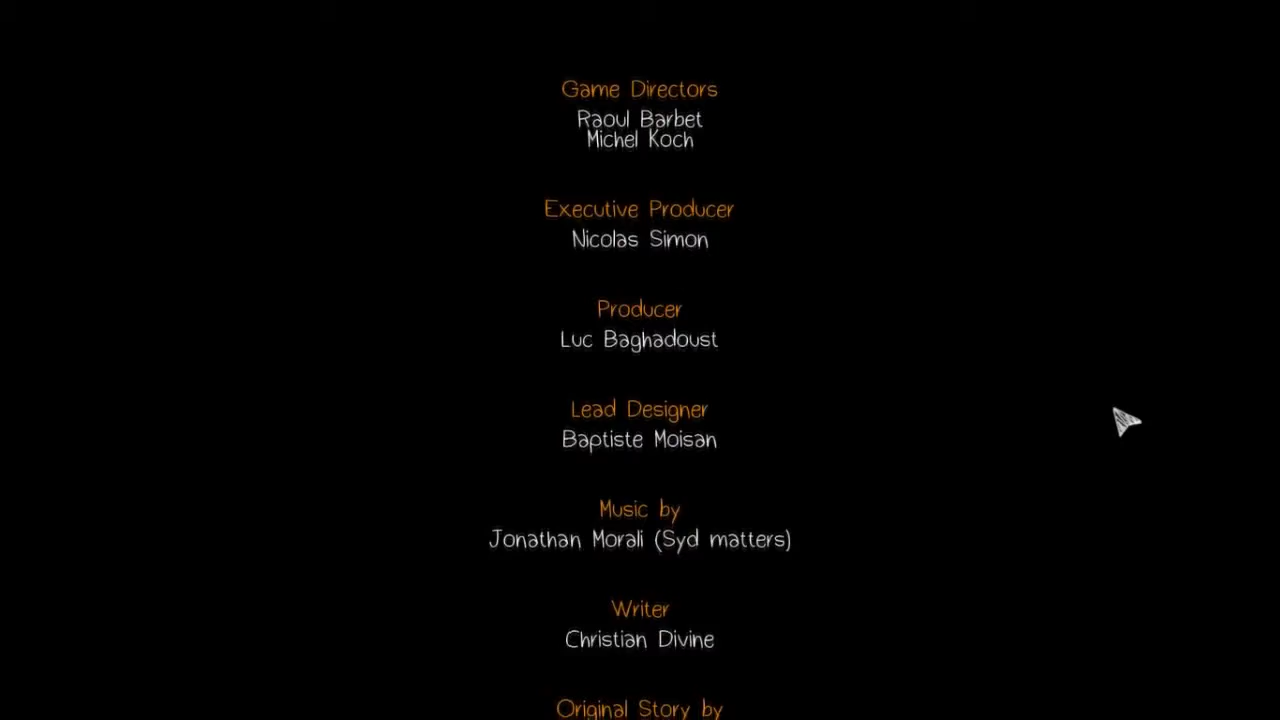 Game Directors
Raoul Barbet
Michel Koch
Executive Producer
Nicolas Simon
Producer
Luc Baghadoust
Lead Designer
Baptiste Moisan
Music by
Jonathan Morali (Syd matters)
Writer
Christian Divine
Original Story by